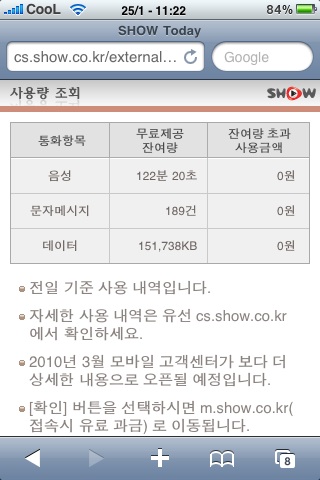 CooL 25/1 - 11:22 84%
SHOW Today
cs.show.co.kr/external... Google
사용량 조회 SHOW
통화항목 무료제공 잔여량 잔여량 초과 사용금액
음성 122분 20초 0원
문자메시지 189건 0원
데이터 151,738KB 0원
전일 기준 사용 내역입니다.
자세한 사용 내역은 유선 cs.show.co.kr
에서 확인하세요.
2010년 3월 모바일 고객센터가 보다 더
상세한 내용으로 오픈될 예정입니다.
[확인] 버튼을 선택하시면 m.show.co.kr(
접속시 유료 과금) 로 이동됩니다.
8